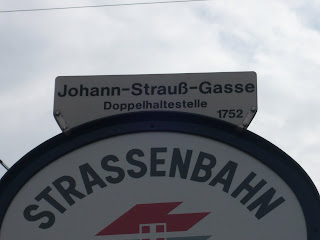 Johann-Strauß-Gasse
Doppelhaltestelle
1752
STRASSENBAHN